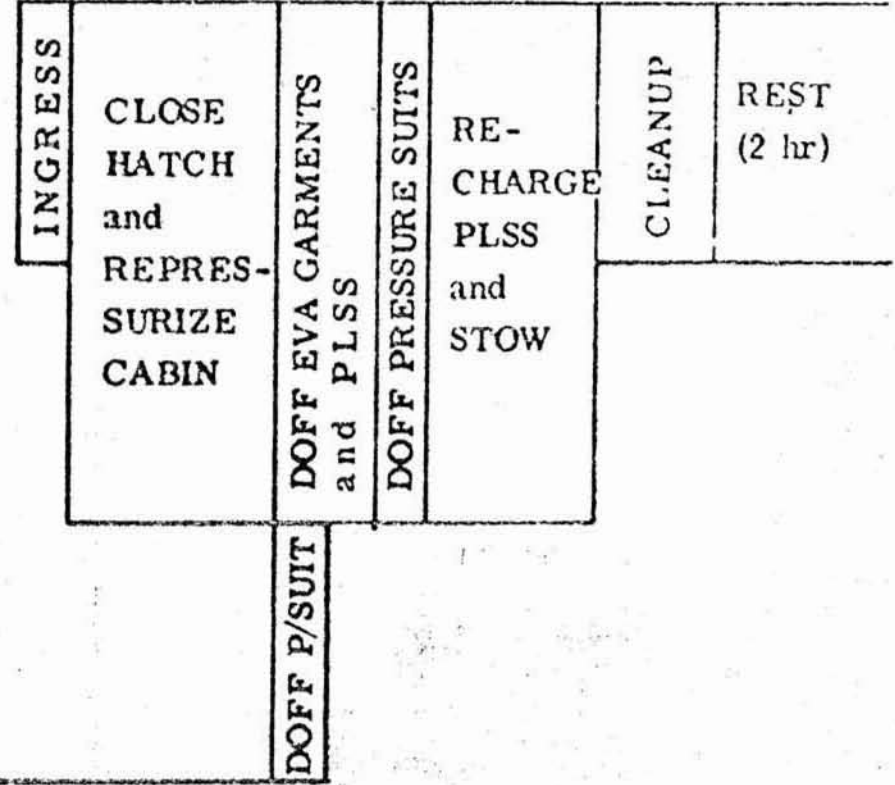 INGRESS
CLOSE
HATCH
and
REPRES-
SURIZE
CABIN
DOFF EVA GARMENTS
and PLSS
DOFF PRESSURE SUITS
RE-
CHARGE
PLSS
and
STOW
CLEANUP
REST
(2 hr)
DOFF P/SUIT